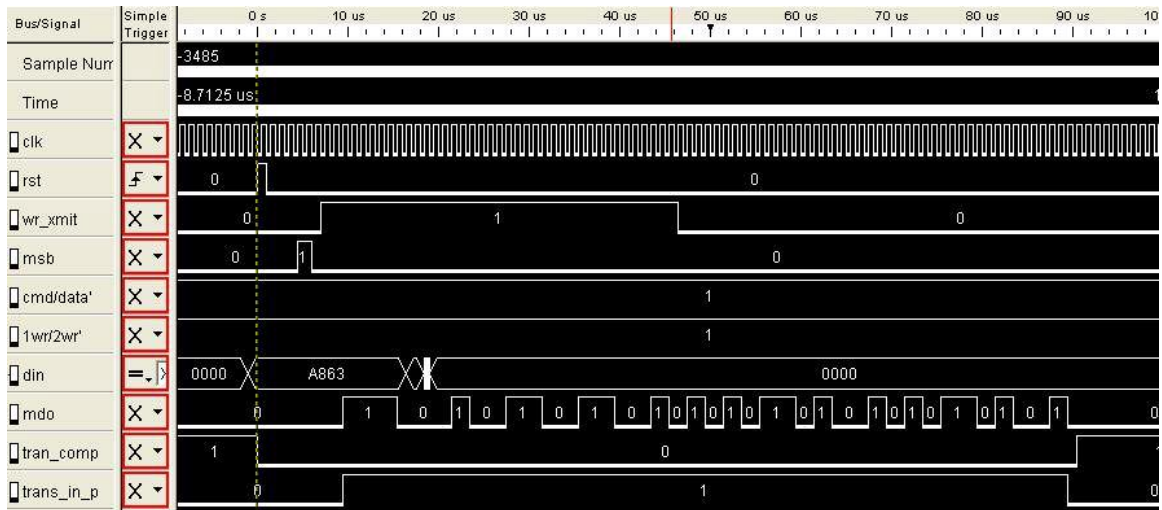 Bus/Signal Simple Trigger 0 s 10 us 20 us 30 us 40 us 50 us 60 us 70 us 80 us 90 us 10
Sample Num -3485
Time -8.7125 us 1
clk X
rst 0 0
wr_xmit X 0 1 0
msb X 0 1 0
cmd/data' X 1
1wr/2wr' X 1
din = X 0000 A863 0000
mdo X 0 1 0 1 0 1 0 1 0 1 0 1 0 1 0 1 0 1 0 1 0 1 0 1 0 1 0 1 0
tran_comp X 1 0 1
trans_in_p X 0 1 0